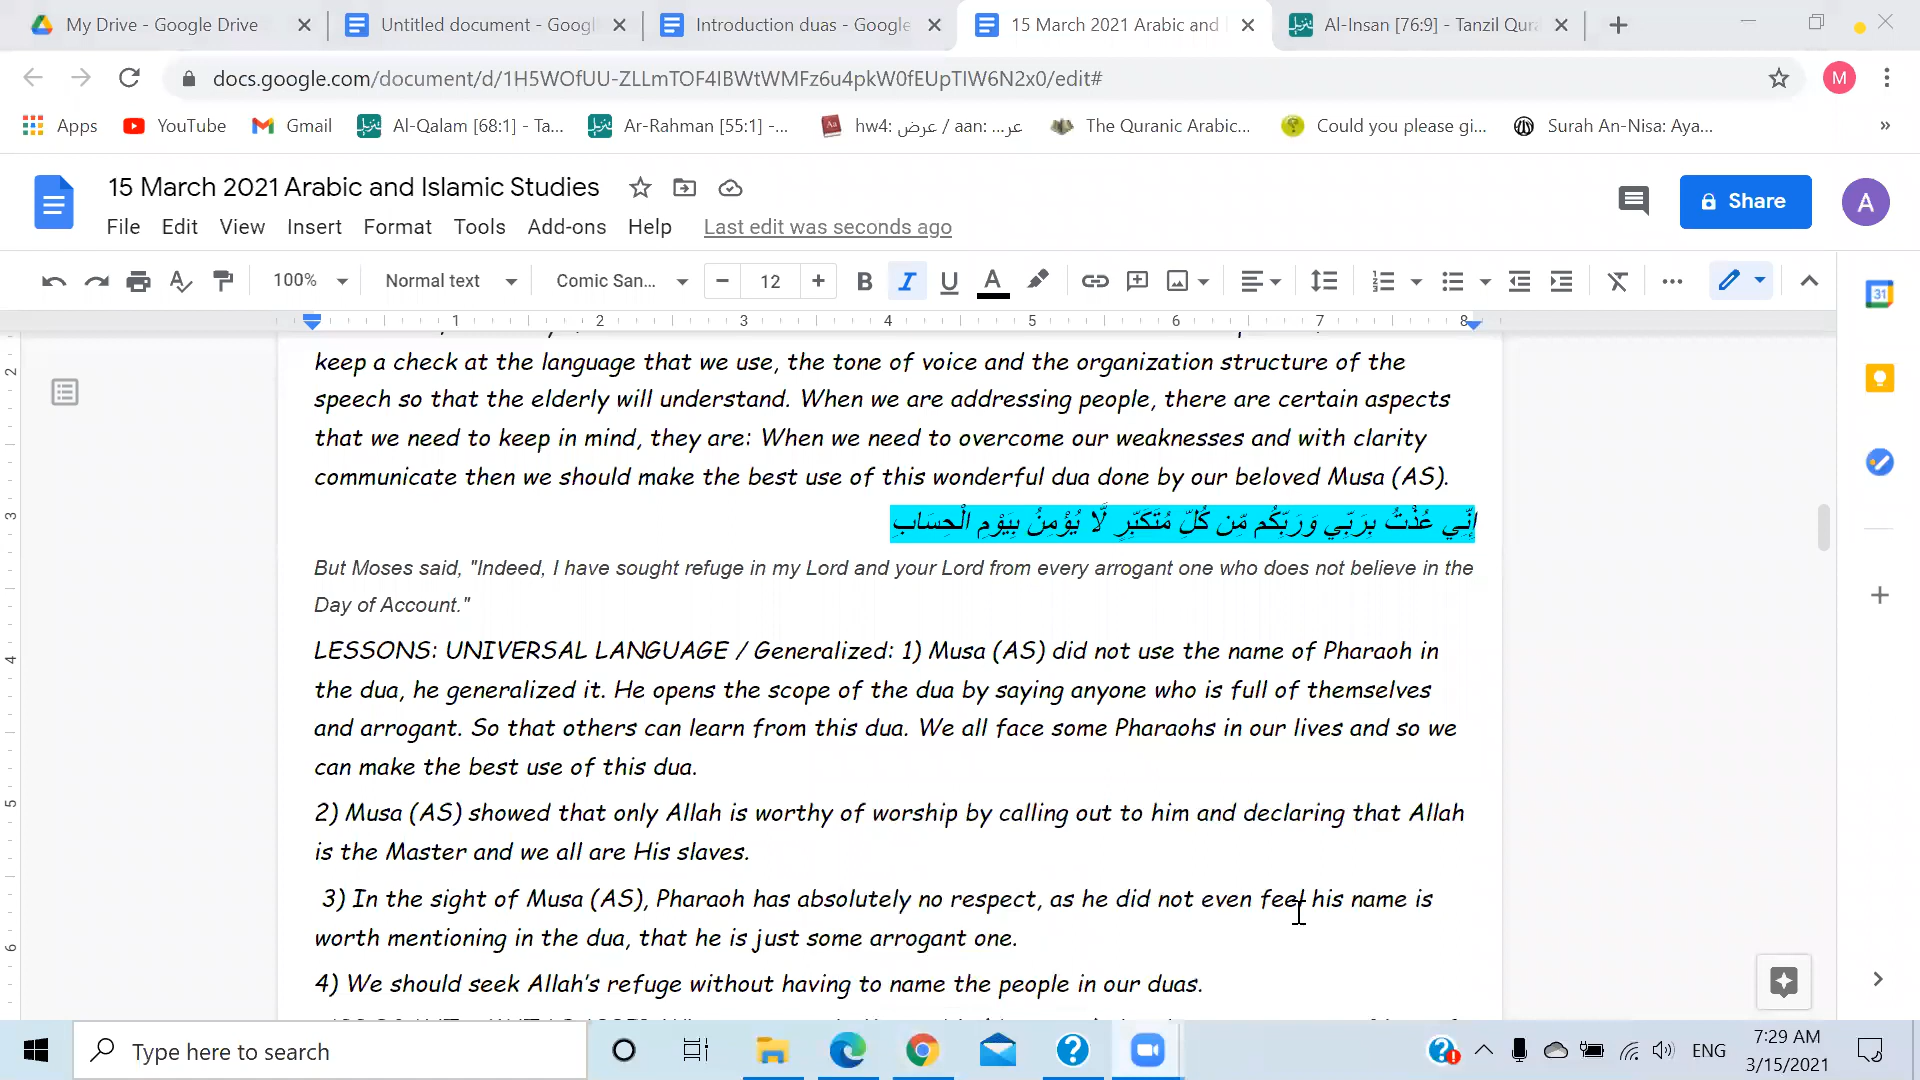 My Drive - Google Drive
Untitled document - Googl
Introduction duas - Google
15 March 2021 Arabic and
Al-Insan [76:9] - Tanzil Qura
docs.google.com/document/d/1H5WOfUU-ZLLmTOF4IBWtWMFz6u4pkW0fEUpTlW6N2x0/edit#
M
Apps
YouTube
Gmail
Al-Qalam [68:1] - Ta...
Ar-Rahman [55:1] -...
hw4: عرض / aan: عر...
The Quranic Arabic...
Could you please gi...
Surah An-Nisa: Aya...
»
15 March 2021 Arabic and Islamic Studies
Share
A
File Edit View Insert Format Tools Add-ons Help Last edit was seconds ago
100% Normal text Comic San... 12 B I U A
31
1 2 3 4 5 6 7 8
2
3
4
5
6
keep a check at the language that we use, the tone of voice and the organization structure of the
speech so that the elderly will understand. When we are addressing people, there are certain aspects
that we need to keep in mind, they are: When we need to overcome our weaknesses and with clarity
communicate then we should make the best use of this wonderful dua done by our beloved Musa (AS).
إِنِّي عُذْتُ بِرَبِّي وَرَبِّكُم مِّن كُلِّ مُتَكَبِّرٍ لَّا يُؤْمِنُ بِيَوْمِ الْحِسَابِ
But Moses said, "Indeed, I have sought refuge in my Lord and your Lord from every arrogant one who does not believe in the
Day of Account."
LESSONS: UNIVERSAL LANGUAGE / Generalized: 1) Musa (AS) did not use the name of Pharaoh in
the dua, he generalized it. He opens the scope of the dua by saying anyone who is full of themselves
and arrogant. So that others can learn from this dua. We all face some Pharaohs in our lives and so we
can make the best use of this dua.
2) Musa (AS) showed that only Allah is worthy of worship by calling out to him and declaring that Allah
is the Master and we all are His slaves.
3) In the sight of Musa (AS), Pharaoh has absolutely no respect, as he did not even feel his name is
worth mentioning in the dua, that he is just some arrogant one.
4) We should seek Allah's refuge without having to name the people in our duas.
Type here to search
ENG
7:29 AM
3/15/2021